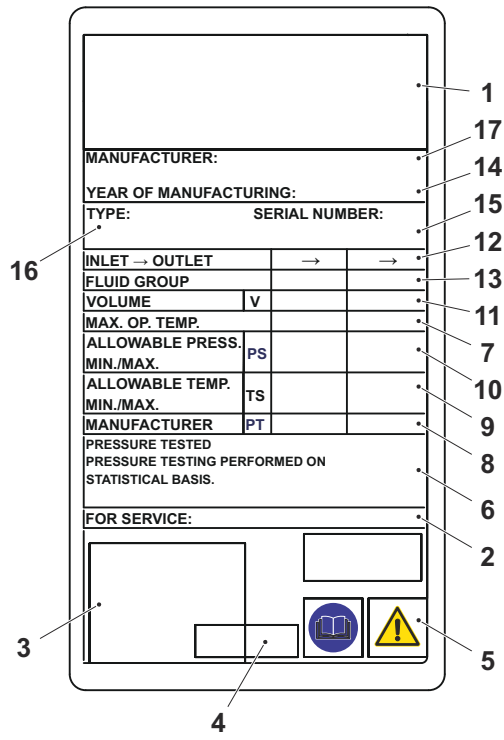 1
MANUFACTURER: 17
YEAR OF MANUFACTURING: 14
TYPE: SERIAL NUMBER: 15
16
INLET → OUTLET → → 12
FLUID GROUP 13
VOLUME V 11
MAX. OP. TEMP. 7
ALLOWABLE PRESS.
MIN./MAX. PS 10
ALLOWABLE TEMP.
MIN./MAX. TS 9
MANUFACTURER PT 8
PRESSURE TESTED
PRESSURE TESTING PERFORMED ON
STATISTICAL BASIS. 6
FOR SERVICE: 2
3
5
4